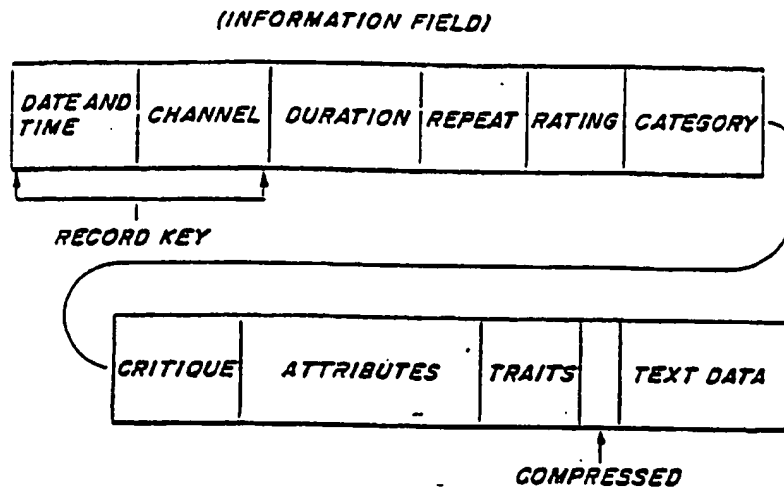 (INFORMATION FIELD)
DATE AND
TIME
CHANNEL
DURATION
REPEAT
RATING
CATEGORY
RECORD KEY
CRITIQUE
ATTRIBUTES
TRAITS
TEXT DATA
COMPRESSED